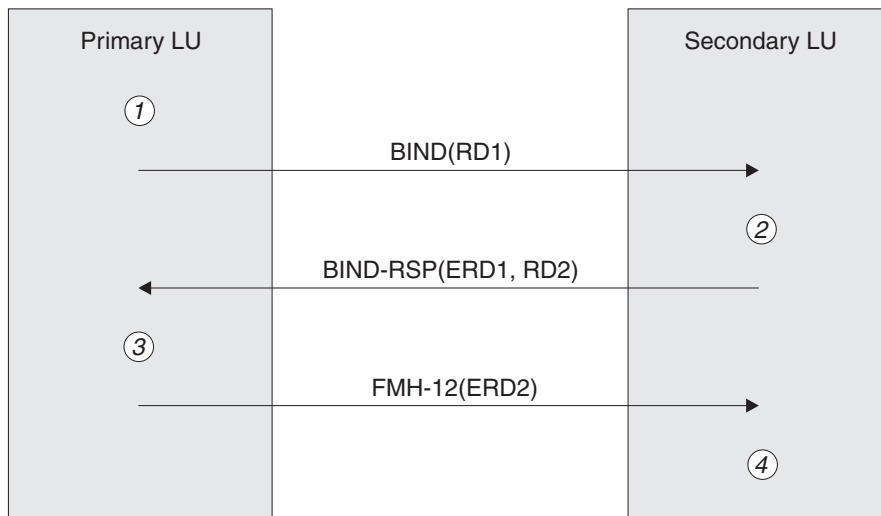 Primary LU
Secondary LU
1
BIND(RD1)
2
BIND-RSP(ERD1, RD2)
3
FMH-12(ERD2)
4